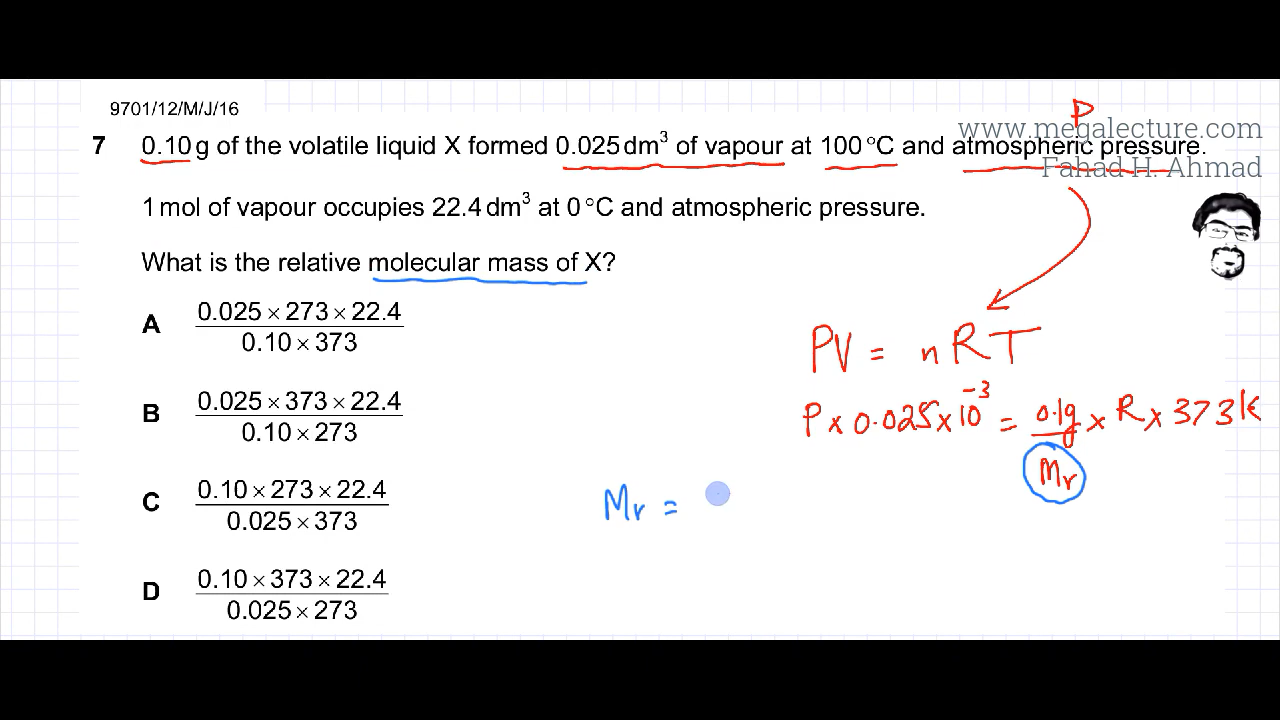 9701/12/M/J/16
P
www.megalecture.com
7 0.10 g of the volatile liquid X formed 0.025 dm³ of vapour at 100 °C and atmospheric pressure.
Fahad H. Ahmad
1 mol of vapour occupies 22.4 dm³ at 0 °C and atmospheric pressure.
What is the relative molecular mass of X?
A 0.025 × 273 × 22.4
0.10 × 373
PV = nRT
B 0.025 × 373 × 22.4
0.10 × 273
P × 0.025 × 10⁻³ = 0.1g × R × 373K
Mr
C 0.10 × 273 × 22.4
0.025 × 373
Mr =
D 0.10 × 373 × 22.4
0.025 × 273